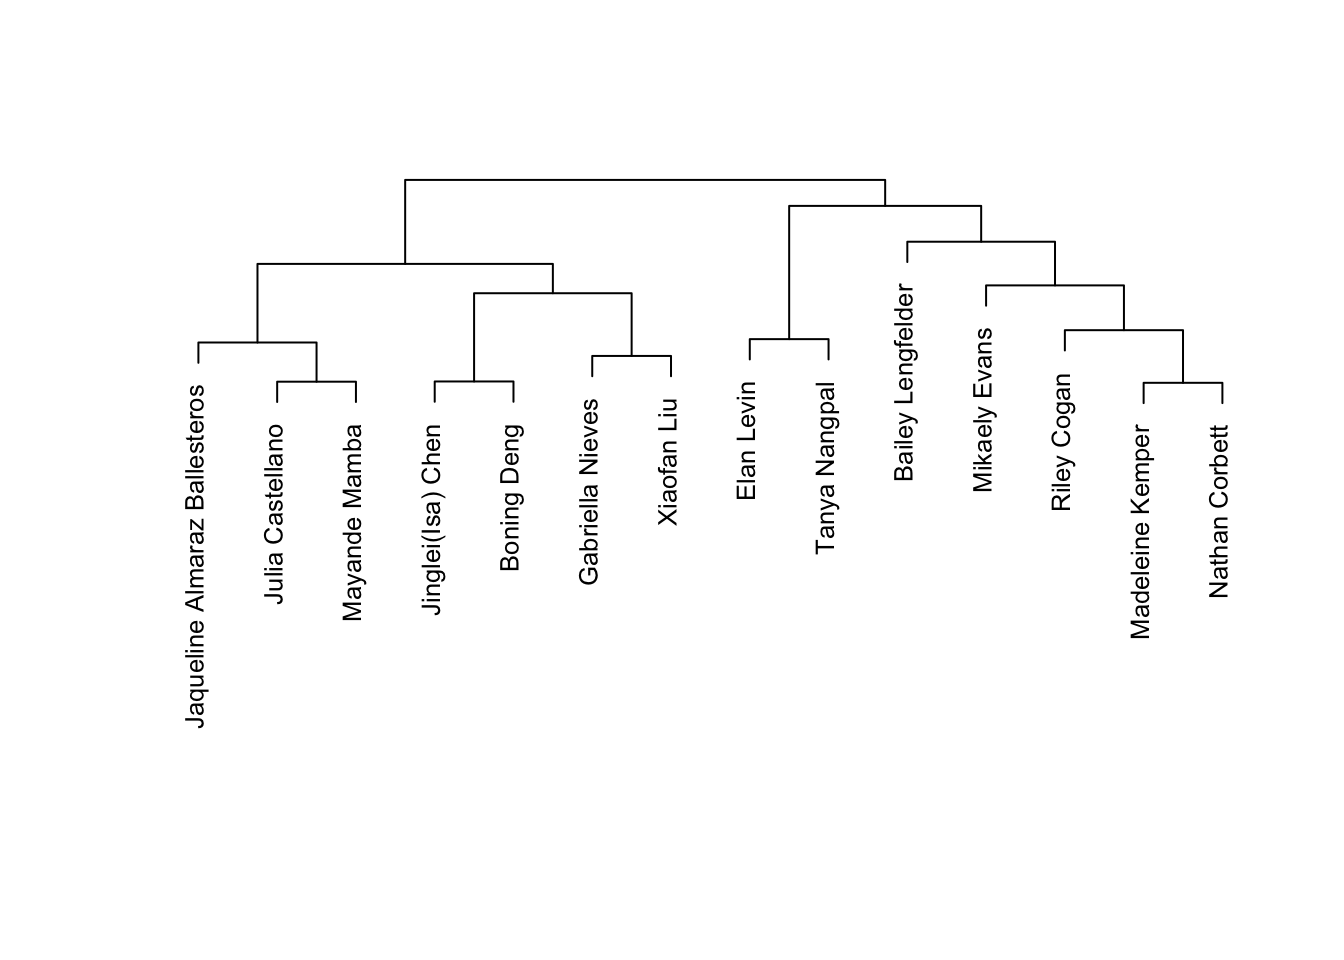 Jaqueline Almaraz Ballesteros
Julia Castellano
Mayande Mamba
Jinglei(Isa) Chen
Boning Deng
Gabriella Nieves
Xiaofan Liu
Elan Levin
Tanya Nangpal
Bailey Lengfelder
Mikaely Evans
Riley Cogan
Madeleine Kemper
Nathan Corbett